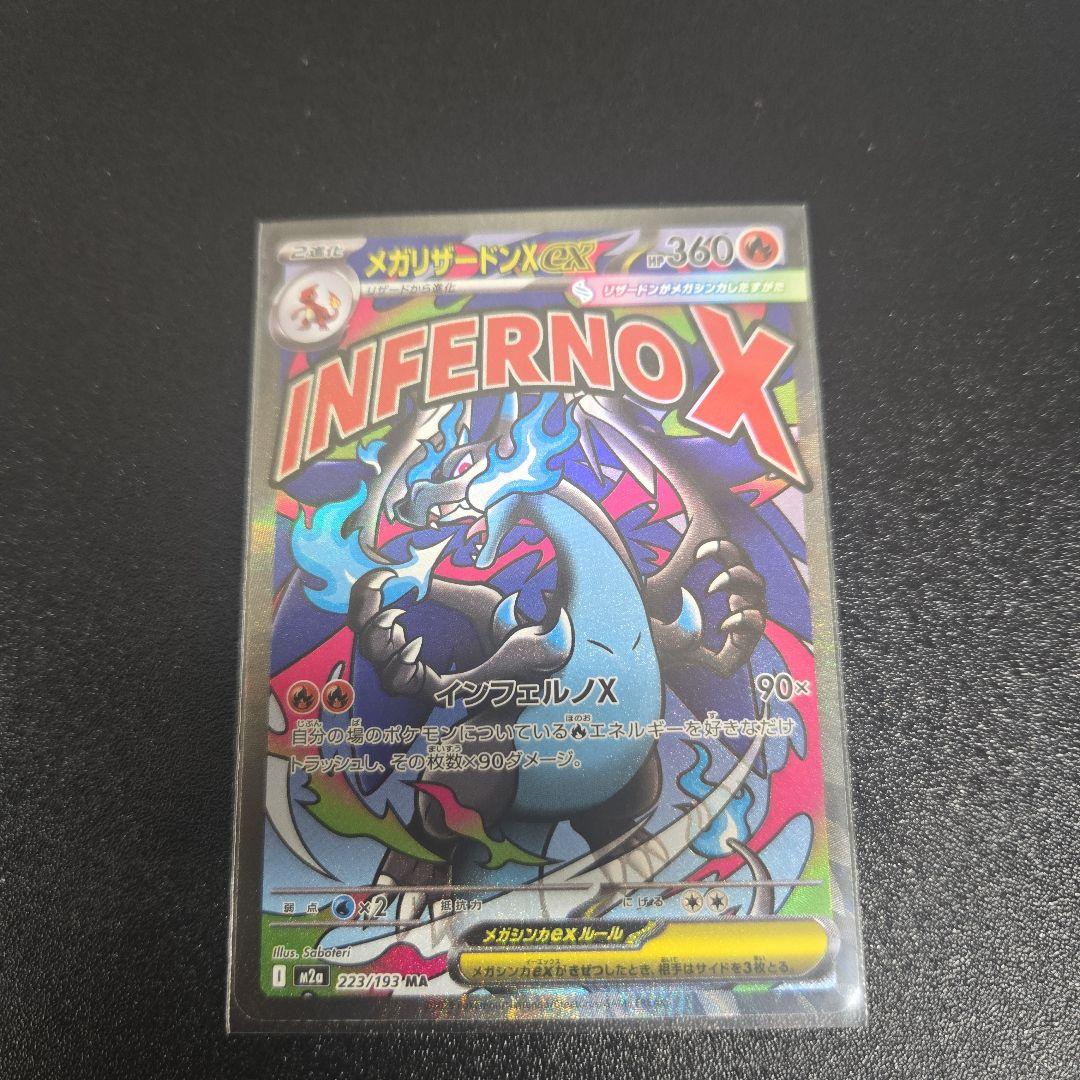 2進化 メガリザードンXex HP360
リザードから進化 リザードンがメガシンカしたすがた
INFERNO X
インフェルノX 90×
自分の場のポケモンについているエネルギーを好きなだけ
トラッシュし、その枚数×90ダメージ。
弱点 ×2 抵抗力 にげる
メガシンカexルール
メガシンカexがきぜつしたとき、相手はサイドを3枚とる。
Illus. Saboteri
I m2a 223/193 MA